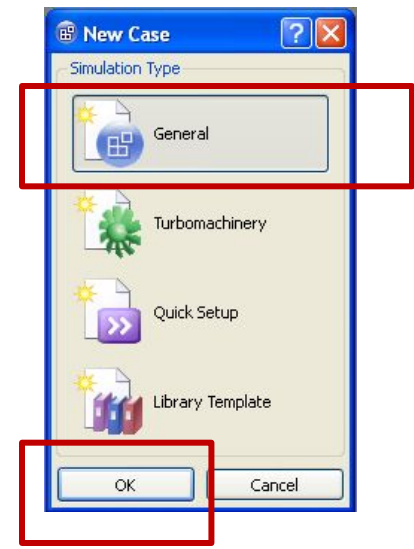 New Case
Simulation Type
General
Turbomachinery
Quick Setup
Library Template
OK Cancel